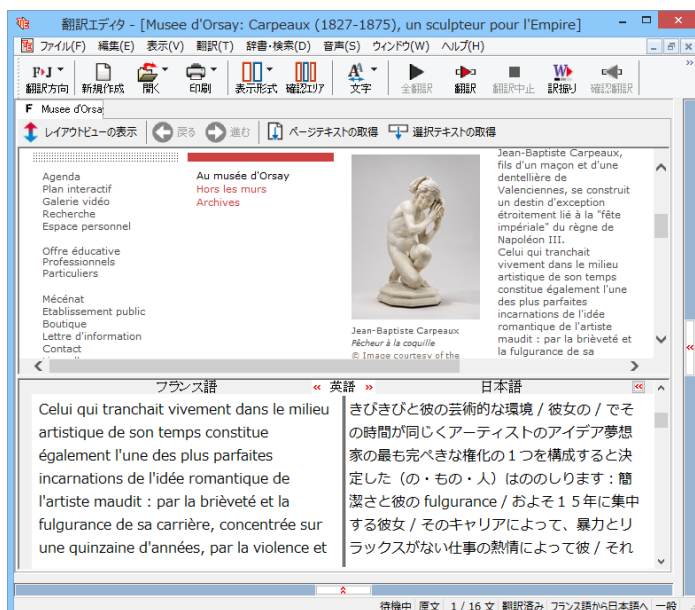 翻訳エディタ - [Musee d'Orsay: Carpeaux (1827-1875), un sculpteur pour l'Empire]
ファイル(F) 編集(E) 表示(V) 翻訳(T) 辞書・検索(D) 音声(S) ウィンドウ(W) ヘルプ(H)
F▸J
翻訳方向 新規作成 開く 印刷 表示形式 確認エリア 文字 全翻訳 翻訳 翻訳中止 訳振り 確認翻訳
F Musee d'Orsa
レイアウトビューの表示 戻る 進む ページテキストの取得 選択テキストの取得
Agenda
Plan interactif
Galerie vidéo
Recherche
Espace personnel
Offre éducative
Professionnels
Particuliers
Mécénat
Etablissement public
Boutique
Lettre d'information
Contact
Au musée d'Orsay
Hors les murs
Archives
Jean-Baptiste Carpeaux
Pêcheur à la coquille
© Image courtesy of the
Jean-Baptiste Carpeaux,
fils d'un maçon et d'une
dentellière de
Valenciennes, se construit
un destin d'exception
étroitement lié à la "fête
impériale" du règne de
Napoléon III.
Celui qui tranchait
vivement dans le milieu
artistique de son temps
constitue également l'une
des plus parfaites
incarnations de l'idée
romantique de l'artiste
maudit : par la brièveté et
la fulgurance de sa
フランス語 « 英語 » 日本語
Celui qui tranchait vivement dans le milieu
artistique de son temps constitue
également l'une des plus parfaites
incarnations de l'idée romantique de
l'artiste maudit : par la brièveté et la
fulgurance de sa carrière, concentrée sur
une quinzaine d'années, par la violence et
きびきびと彼の芸術的な環境 / 彼女の / でそ
の時間が同じくアーティストのアイデア夢想
家の最も完ぺきな権化の１つを構成すると決
定した（の・もの・人）はののしります：簡
潔さと彼の fulgurance / およそ１５年に集中
する彼女 / そのキャリアによって、暴力とリ
ラックスがない仕事の熱情によって彼 / それ
待機中 原文 1 / 16 文 翻訳済み フランス語から日本語へ 一般